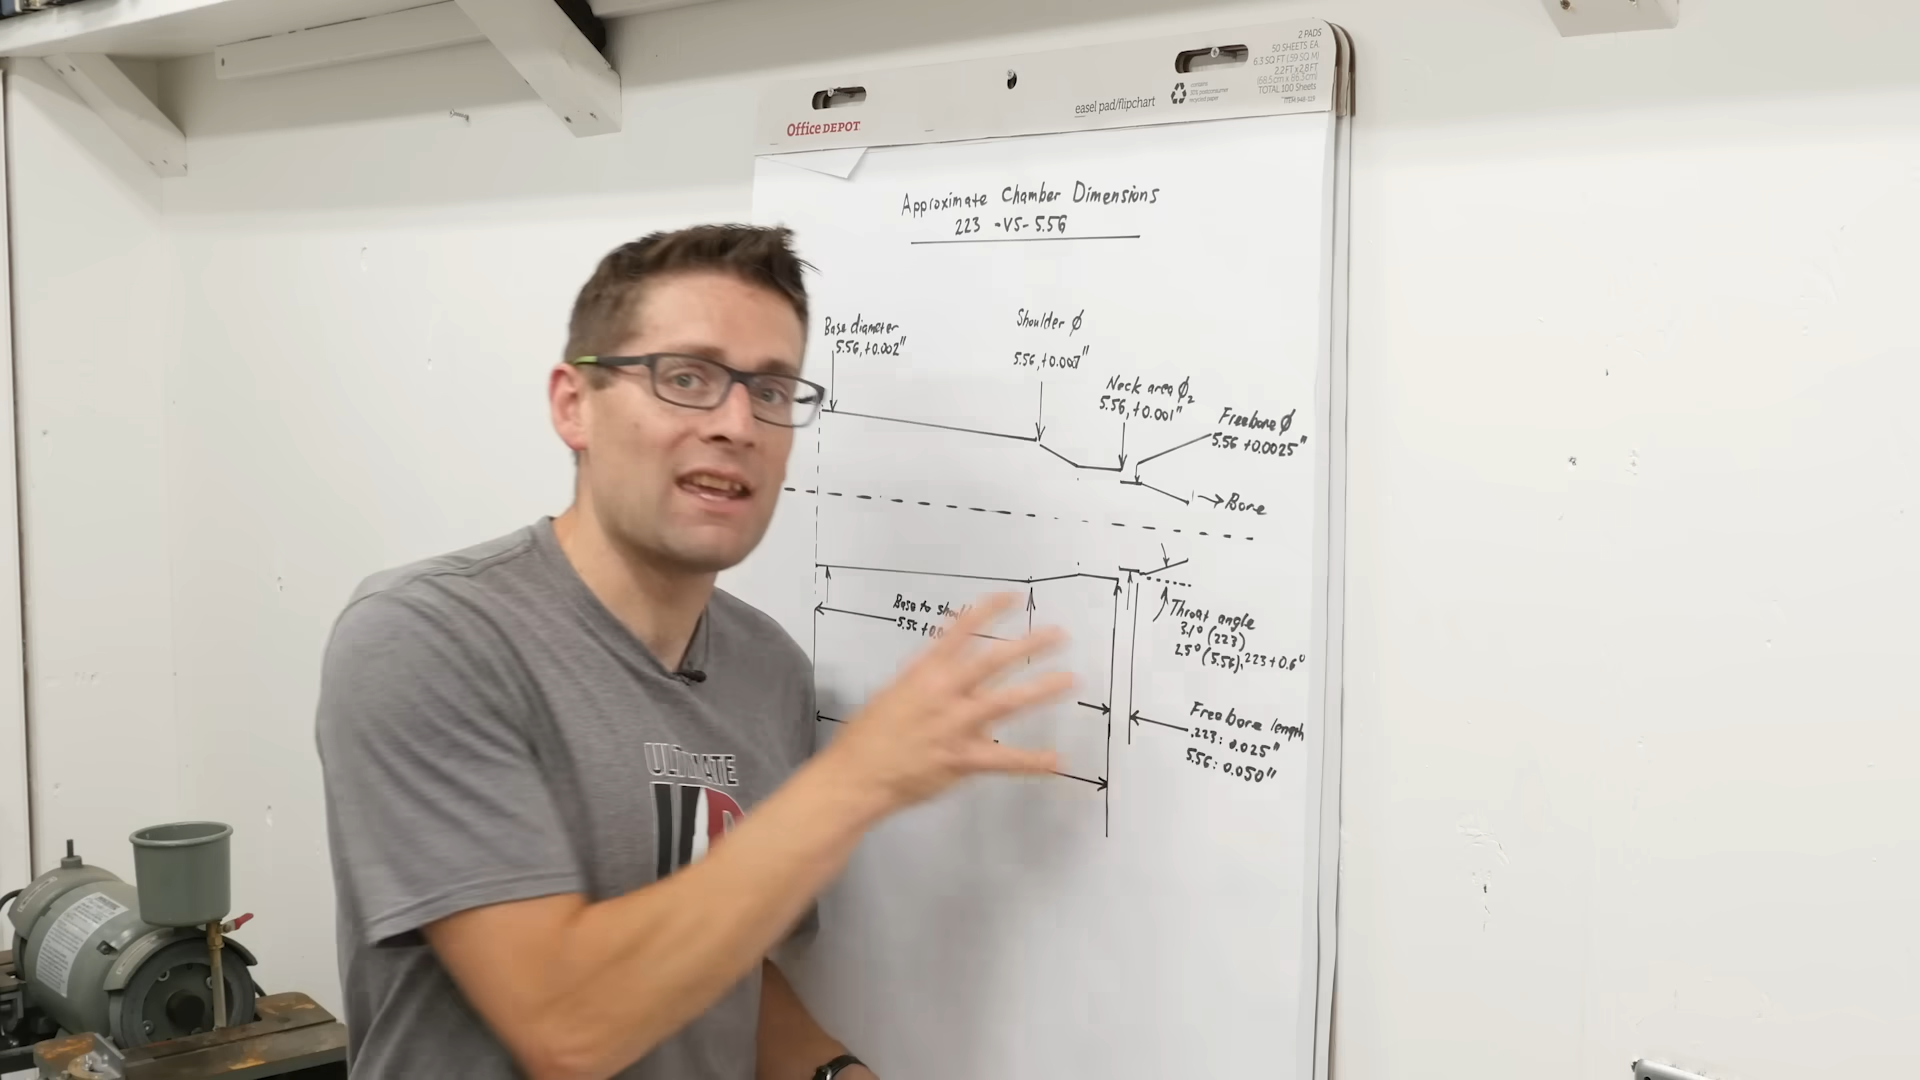 2 PADS
50 SHEETS EA.
6.3 SQ FT (.59 SQ M)
2.2 FT x 2.8 FT
(68.5 cm x 86.3 cm)
TOTAL 100 Sheets
easel pad/flipchart
Office DEPOT
Approximate Chamber Dimensions
223 -VS- 5.56
Base diameter
5.56, +0.002"
Shoulder Ø
5.56, +0.003"
Neck area Ø2
5.56, +0.001"
Freebore Ø
5.56 +0.0025"
Bore
Base to
5.56
Throat angle
3.1° (223)
2.5° (5.56), 223 + 0.6°
Freebore length
.223: 0.025"
5.56: 0.050"
ULTIMATE